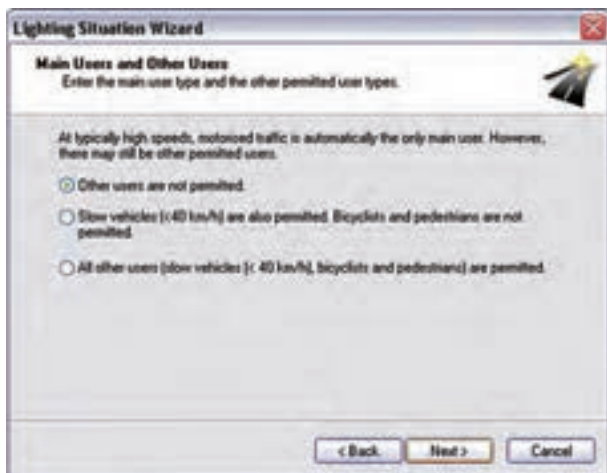 Lighting Situation Wizard
Main Users and Other Users
Enter the main user type and the other permitted user types.
At typically high speeds, motorised traffic is automatically the only main user. However,
there may still be other permitted users.
Other users are not permitted.
Slow vehicles (<40 km/h) are also permitted. Bicyclists and pedestrians are not
permitted.
All other users (slow vehicles (< 40 km/h), bicyclists and pedestrians) are permitted.
< Back
Next >
Cancel